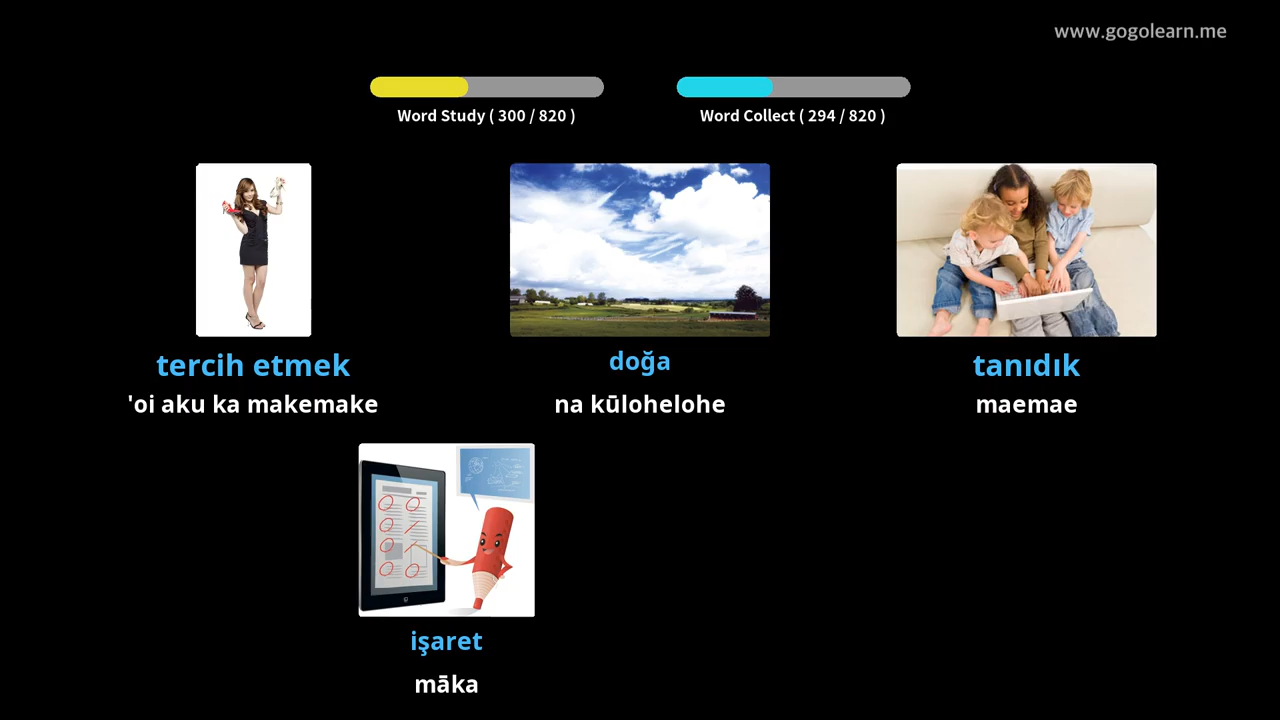 www.gogolearn.me
Word Study ( 300 / 820 )
Word Collect ( 294 / 820 )
tercih etmek
'oi aku ka makemake
doğa
na kūlohelohe
tanıdık
maemae
işaret
māka